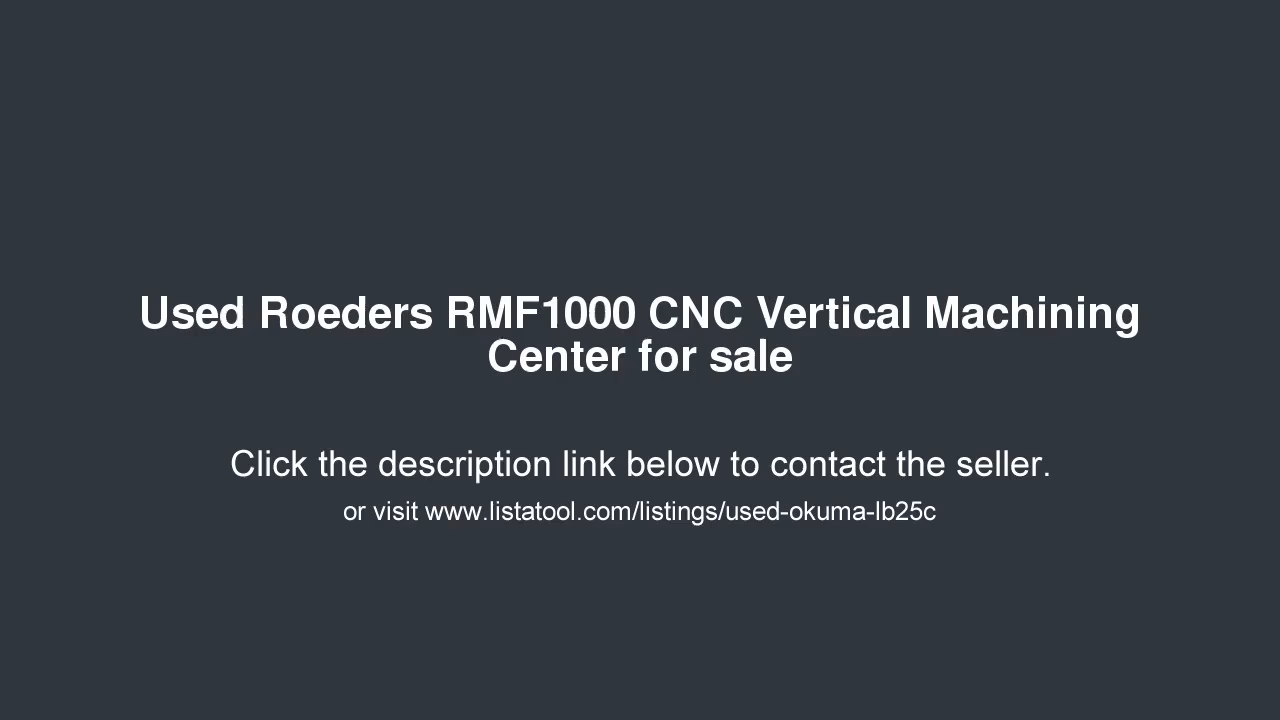 Used Roeders RMF1000 CNC Vertical Machining
Center for sale
Click the description link below to contact the seller.
or visit www.listatool.com/listings/used-okuma-lb25c